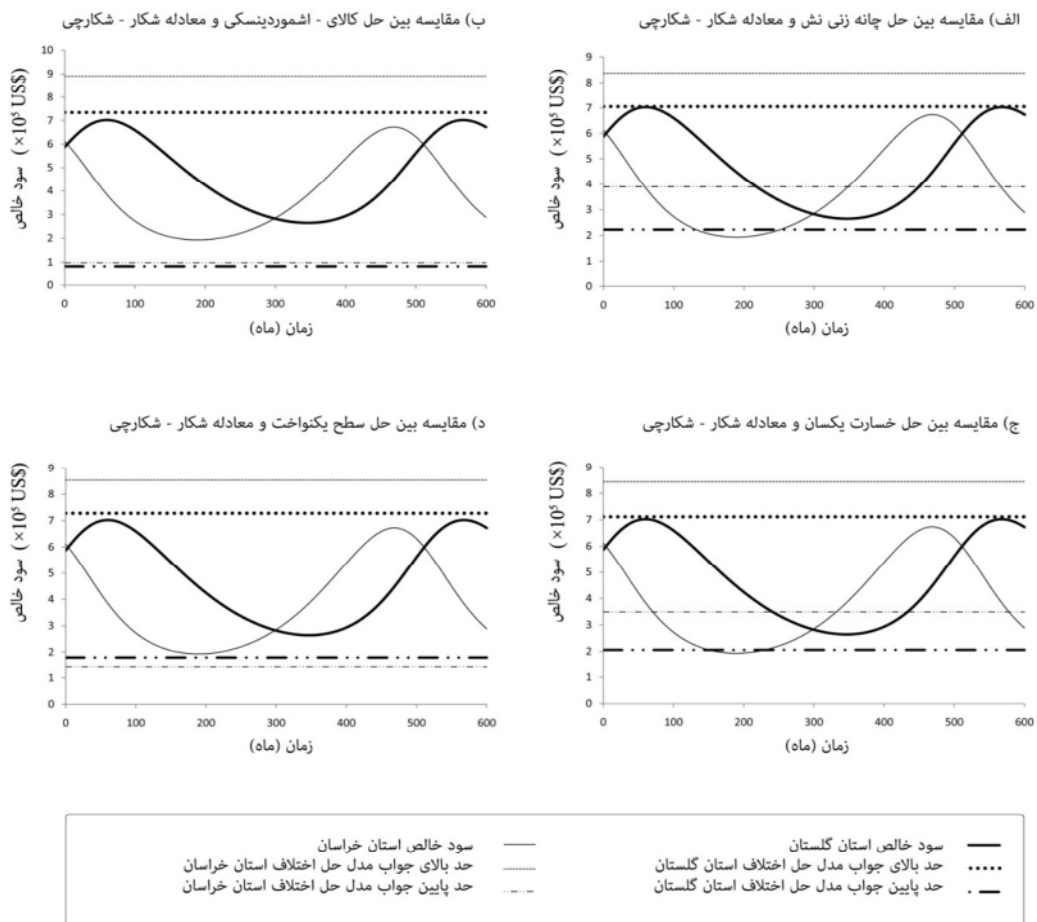 الف) مقایسه بین حل چانه زنی نش و معادله شکار - شکارچی
سود خالص (×10⁵ US$)
9
8
7
6
5
4
3
2
1
0
0 100 200 300 400 500 600
زمان (ماه)
ب) مقایسه بین حل کالای - اشموردینسکی و معادله شکار - شکارچی
سود خالص (×10⁵ US$)
10
9
8
7
6
5
4
3
2
1
0
0 100 200 300 400 500 600
زمان (ماه)
ج) مقایسه بین حل خسارت یکسان و معادله شکار - شکارچی
سود خالص (×10⁵ US$)
9
8
7
6
5
4
3
2
1
0
0 100 200 300 400 500 600
زمان (ماه)
د) مقایسه بین حل سطح یکنواخت و معادله شکار - شکارچی
سود خالص (×10⁵ US$)
9
8
7
6
5
4
3
2
1
0
0 100 200 300 400 500 600
زمان (ماه)
سود خالص استان گلستان
حد بالای جواب مدل حل اختلاف استان گلستان
حد پایین جواب مدل حل اختلاف استان گلستان
سود خالص استان خراسان
حد بالای جواب مدل حل اختلاف استان خراسان
حد پایین جواب مدل حل اختلاف استان خراسان